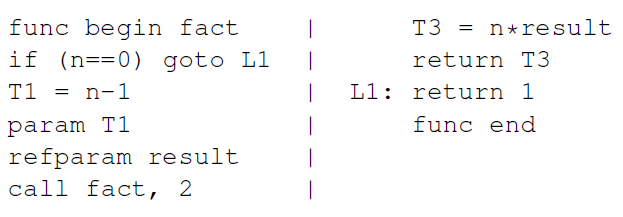 func begin fact
if (n==0) goto L1
T1 = n-1
param T1
refparam result
call fact, 2
T3 = n*result
return T3
L1: return 1
func end